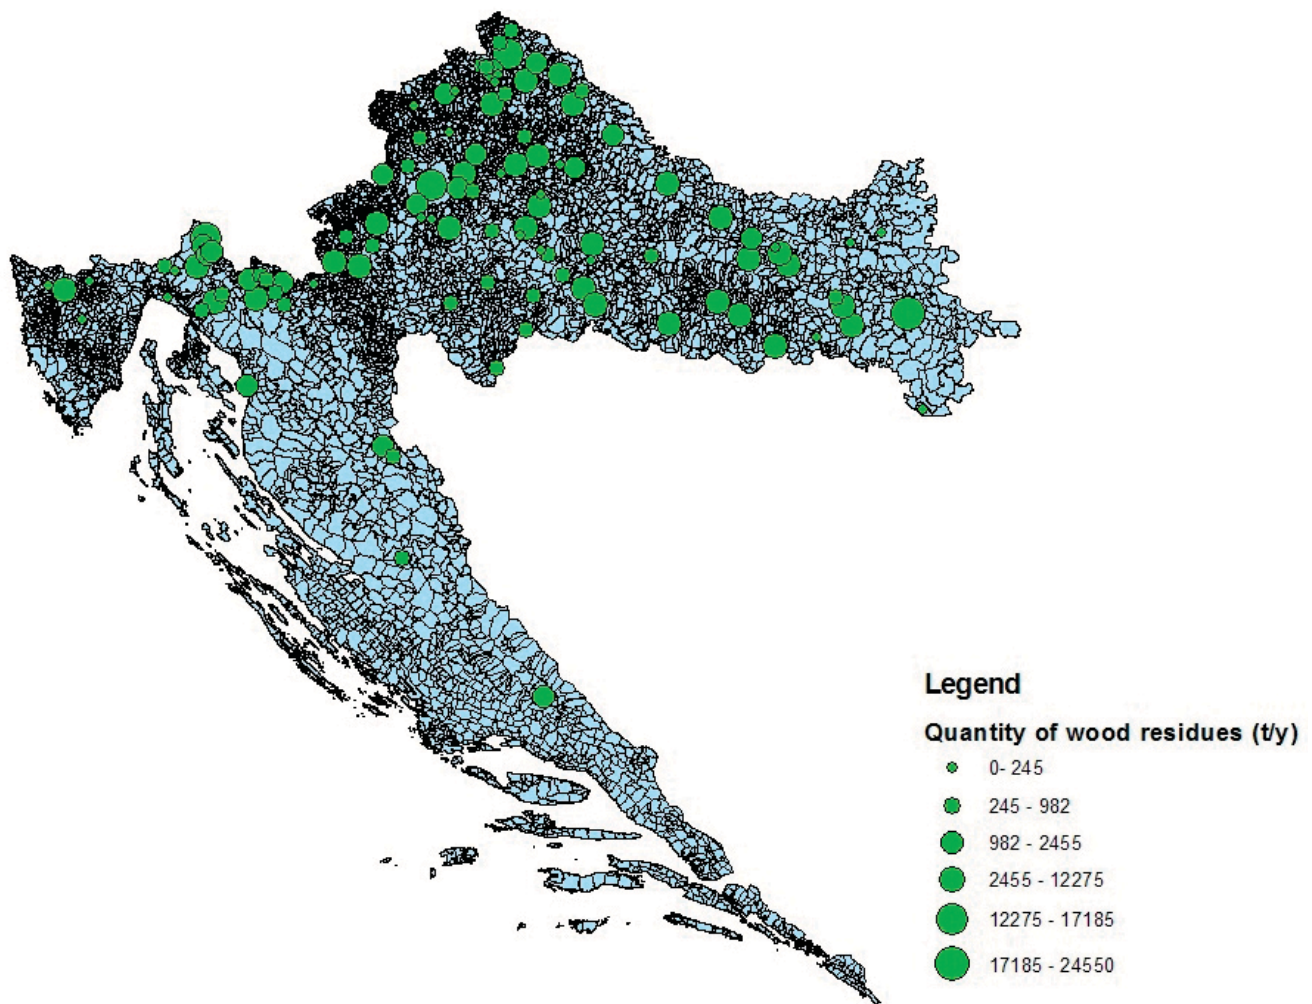 Legend
Quantity of wood residues (t/y)
0- 245
245 - 982
982 - 2455
2455 - 12275
12275 - 17185
17185 - 24550